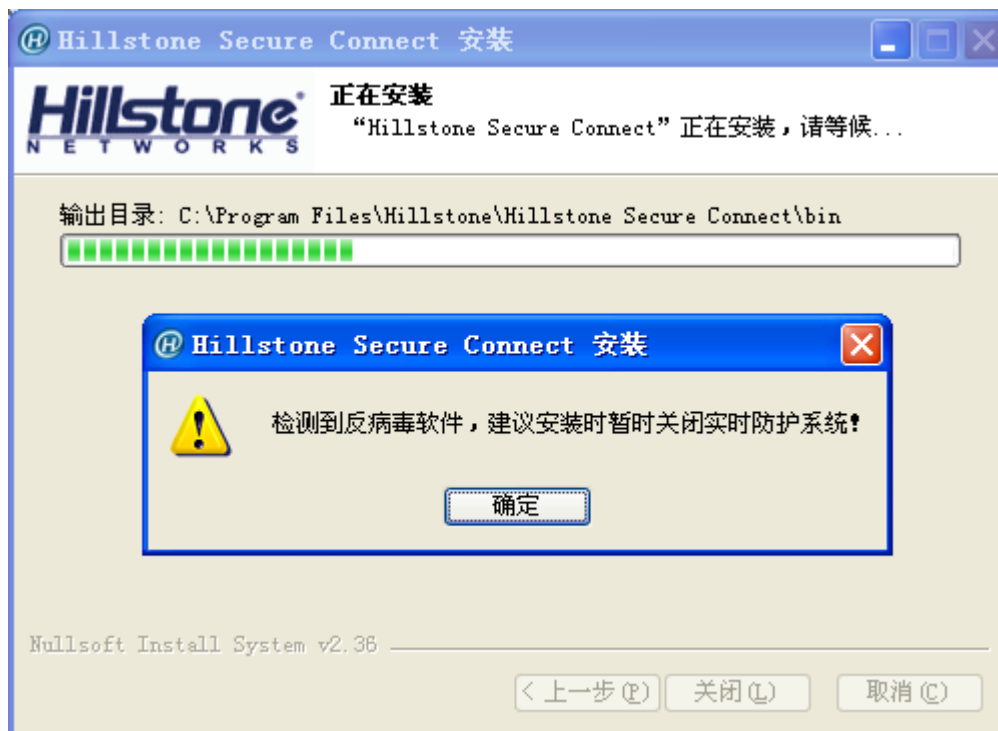 Hillstone Secure Connect 安装
Hillstone
NETWORKS
正在安装
“Hillstone Secure Connect”正在安装，请等候...
输出目录: C:\Program Files\Hillstone\Hillstone Secure Connect\bin
Hillstone Secure Connect 安装
检测到反病毒软件，建议安装时暂时关闭实时防护系统!
确定
Nullsoft Install System v2.36
< 上一步(P)
关闭(L)
取消(C)